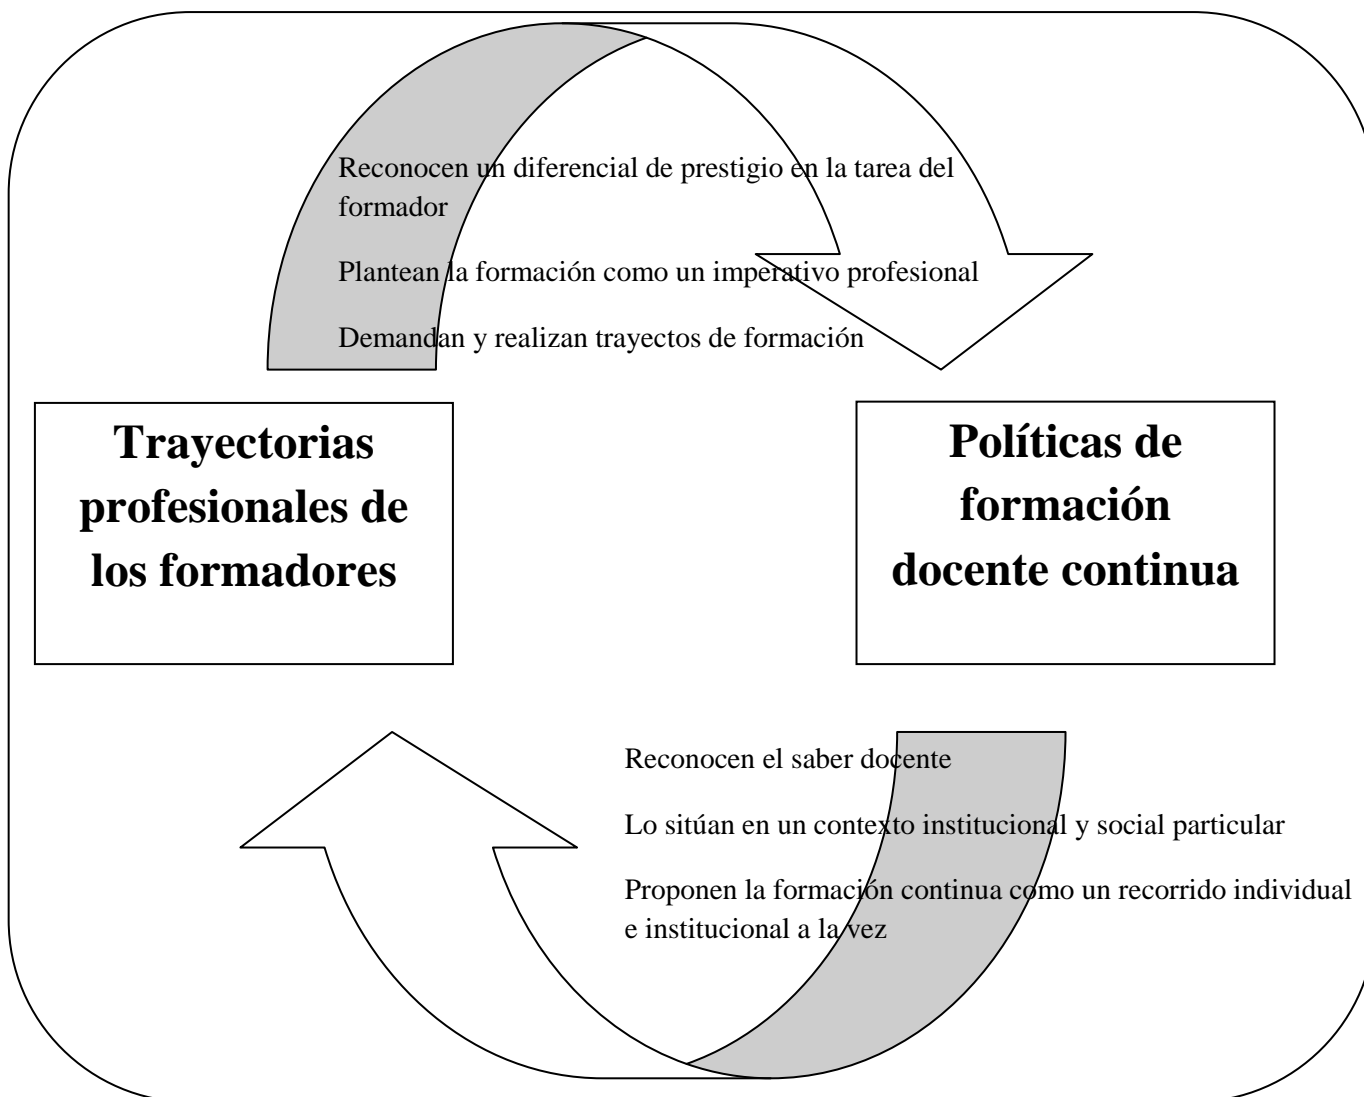 Reconocen un diferencial de prestigio en la tarea del
formador
Plantean la formación como un imperativo profesional
Demandan y realizan trayectos de formación
Trayectorias
profesionales de
los formadores
Políticas de
formación
docente continua
Reconocen el saber docente
Lo sitúan en un contexto institucional y social particular
Proponen la formación continua como un recorrido individual
e institucional a la vez